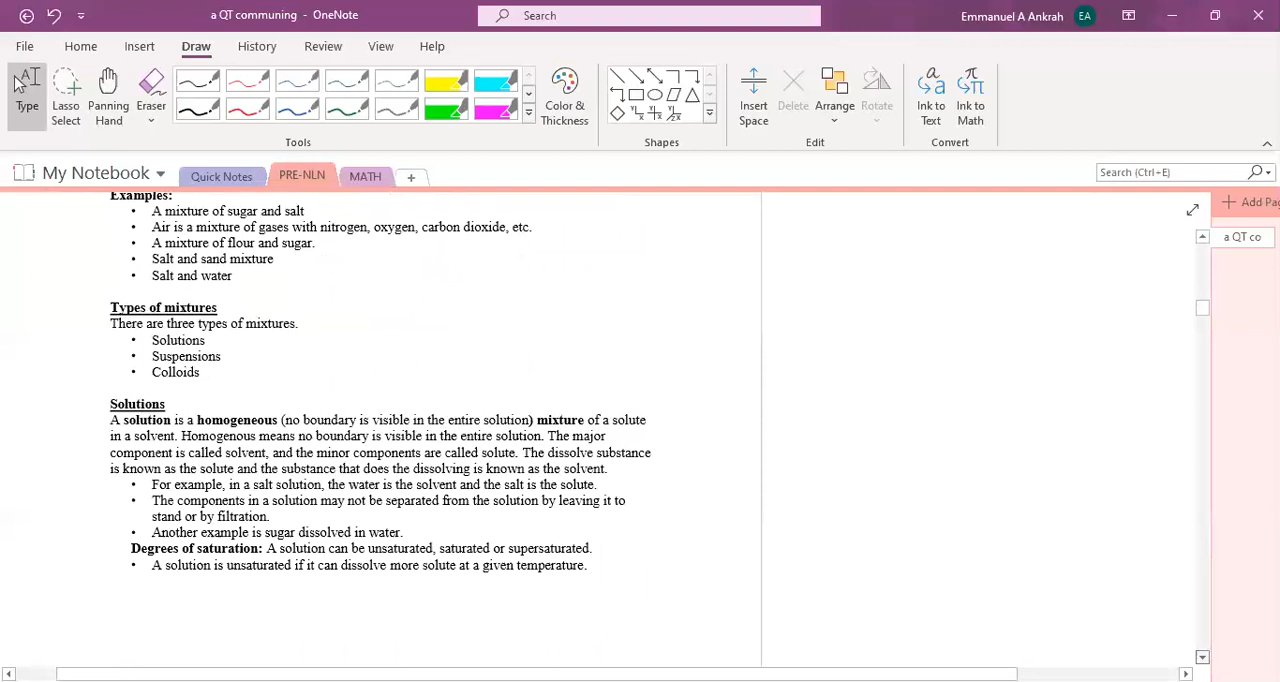 a QT communing - OneNote
Search
Emmanuel A Ankrah
EA
File
Home
Insert
Draw
History
Review
View
Help
Type
Lasso
Select
Panning
Hand
Eraser
Color &
Thickness
Insert
Space
Delete
Arrange
Rotate
Ink to
Text
Ink to
Math
Tools
Shapes
Edit
Convert
My Notebook
Quick Notes
PRE-NLN
MATH
Search (Ctrl+E)
Add Pag
a QT co
Examples:
• A mixture of sugar and salt
• Air is a mixture of gases with nitrogen, oxygen, carbon dioxide, etc.
• A mixture of flour and sugar.
• Salt and sand mixture
• Salt and water
Types of mixtures
There are three types of mixtures.
• Solutions
• Suspensions
• Colloids
Solutions
A solution is a homogeneous (no boundary is visible in the entire solution) mixture of a solute
in a solvent. Homogenous means no boundary is visible in the entire solution. The major
component is called solvent, and the minor components are called solute. The dissolve substance
is known as the solute and the substance that does the dissolving is known as the solvent.
• For example, in a salt solution, the water is the solvent and the salt is the solute.
• The components in a solution may not be separated from the solution by leaving it to
stand or by filtration.
• Another example is sugar dissolved in water.
Degrees of saturation: A solution can be unsaturated, saturated or supersaturated.
• A solution is unsaturated if it can dissolve more solute at a given temperature.